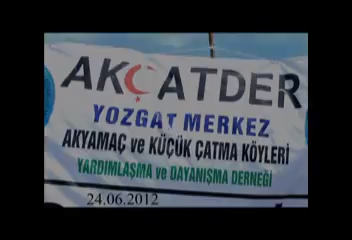 AKÇATDER
YOZGAT MERKEZ
AKYAMAÇ ve KÜÇÜK ÇATMA KÖYLERİ
YARDIMLAŞMA ve DAYANIŞMA DERNEĞİ
24.06.2012